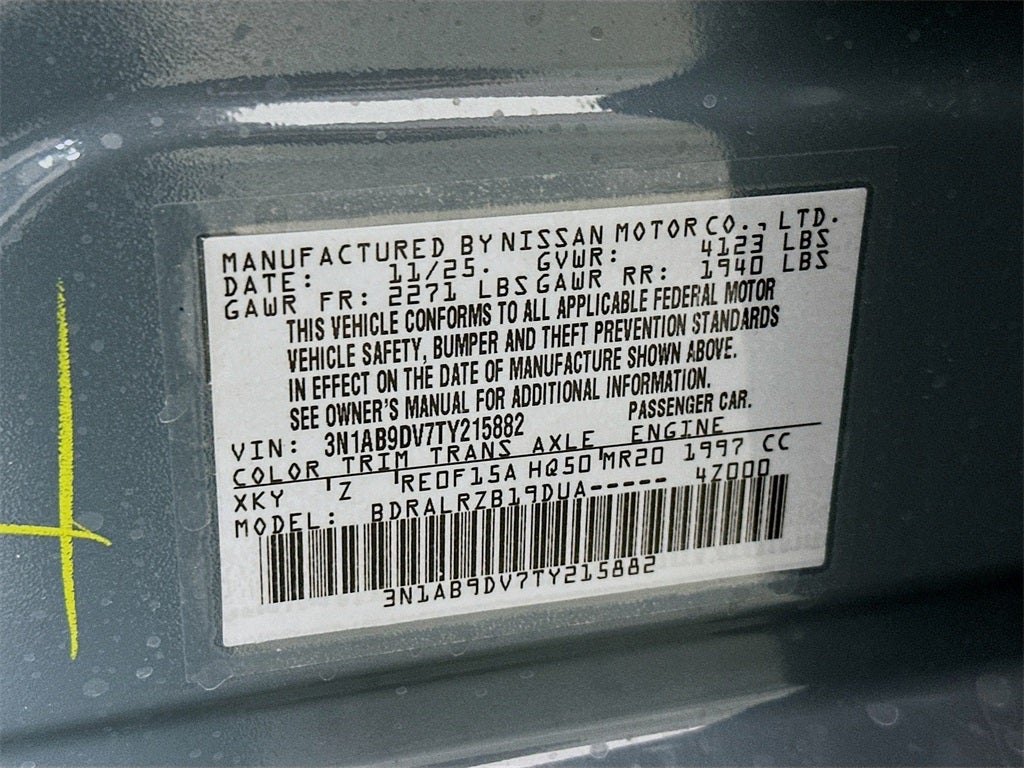 MANUFACTURED BY NISSAN MOTOR CO., LTD.
DATE: 11/25. GVWR: 4123 LBS
GAWR FR: 2271 LBS GAWR RR: 1940 LBS
THIS VEHICLE CONFORMS TO ALL APPLICABLE FEDERAL MOTOR
VEHICLE SAFETY, BUMPER AND THEFT PREVENTION STANDARDS
IN EFFECT ON THE DATE OF MANUFACTURE SHOWN ABOVE.
SEE OWNER'S MANUAL FOR ADDITIONAL INFORMATION.
VIN: 3N1AB9DV7TY215882 PASSENGER CAR.
COLOR TRIM TRANS AXLE ENGINE
XKY Z RE0F15A HQ50 MR20 1997 CC
MODEL: BDRALRZB19DUA----- 4Z000
3N1AB9DV7TY215882